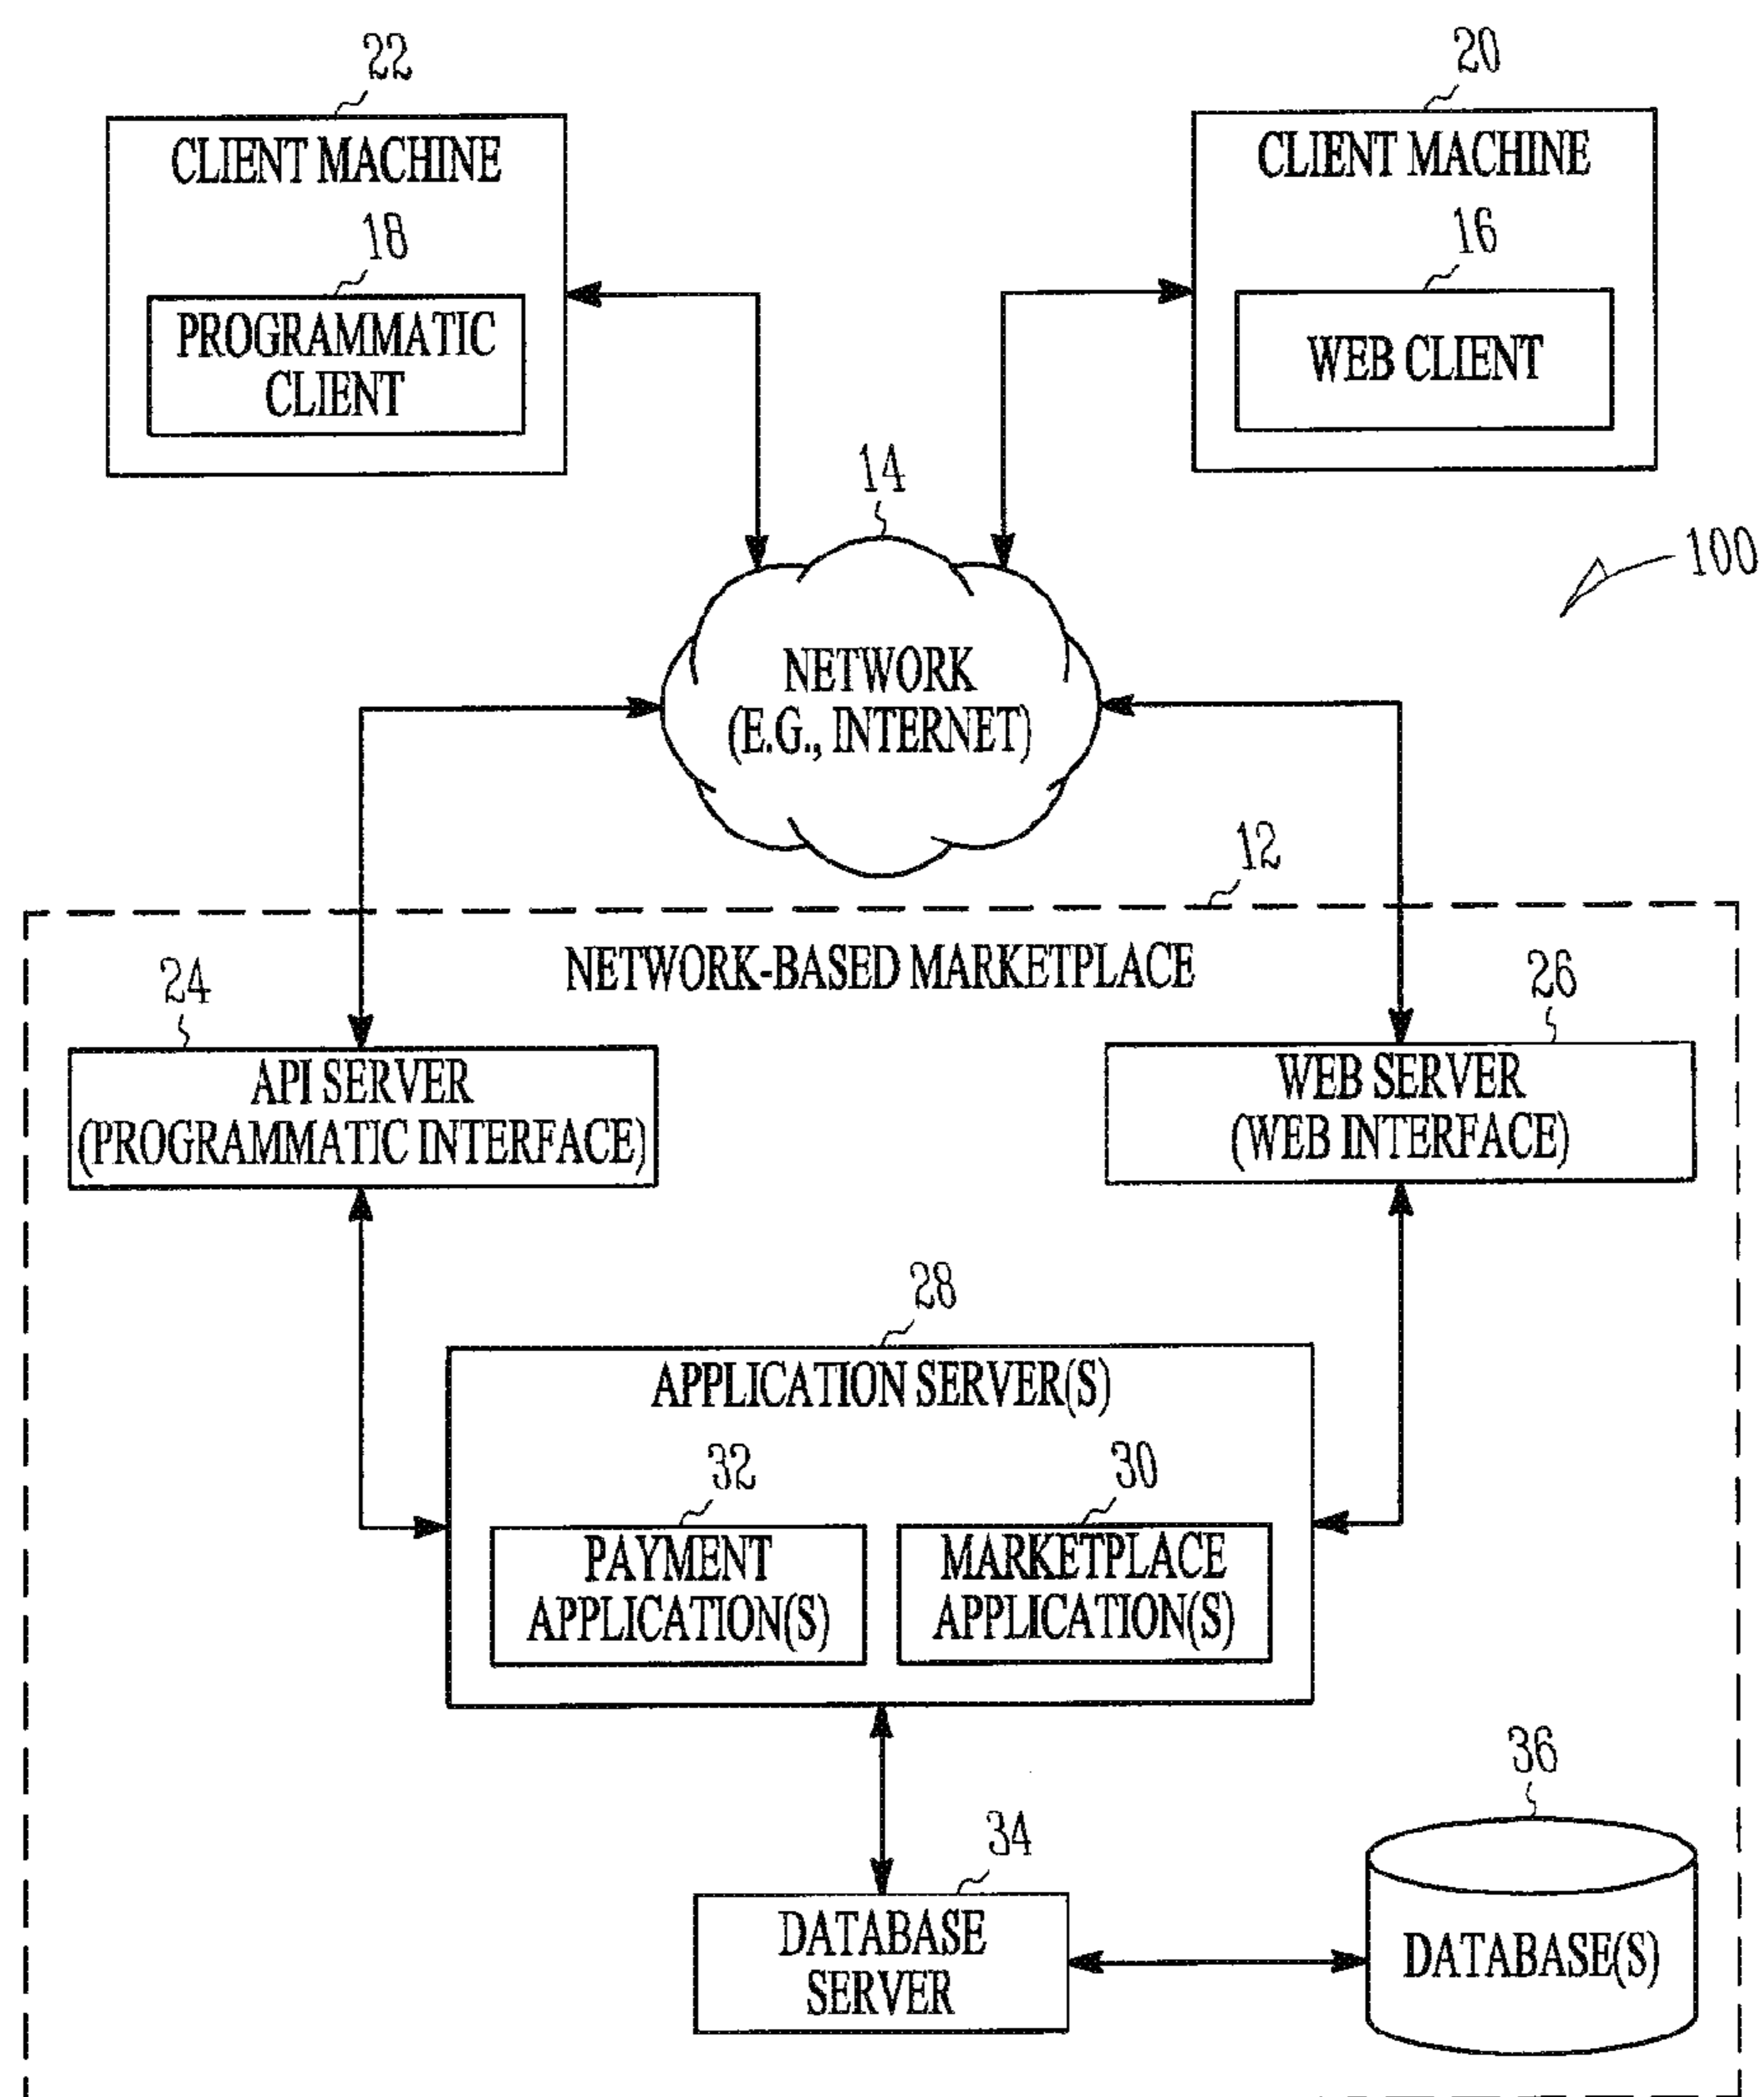 22
CLIENT MACHINE
18
PROGRAMMATIC
CLIENT
20
CLIENT MACHINE
16
WEB CLIENT
14
NETWORK
(E.G., INTERNET)
100
12
NETWORK-BASED MARKETPLACE
24
API SERVER
(PROGRAMMATIC INTERFACE)
26
WEB SERVER
(WEB INTERFACE)
28
APPLICATION SERVER(S)
32
PAYMENT
APPLICATION(S)
30
MARKETPLACE
APPLICATION(S)
34
DATABASE
SERVER
36
DATABASE(S)